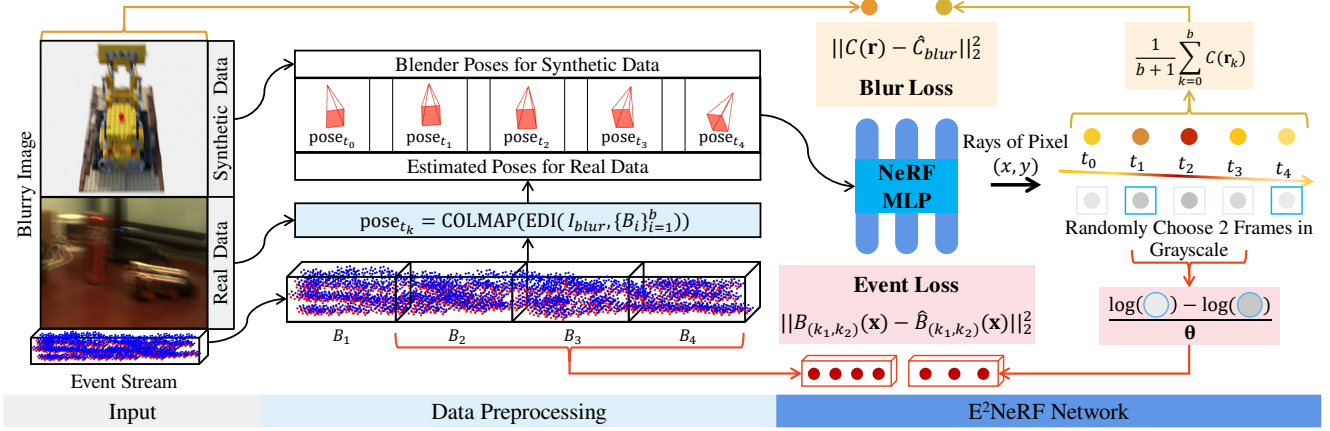 Blurry Image
Synthetic Data
Real Data
Event Stream
Blender Poses for Synthetic Data
pose_{t_0} pose_{t_1} pose_{t_2} pose_{t_3} pose_{t_4}
Estimated Poses for Real Data
pose_{t_k} = COLMAP(EDI( I_{blur}, {B_i}_{i=1}^{b}))
B_1 B_2 B_3 B_4
||C(𝐫) − Ĉ_{blur}||_2^2
Blur Loss
NeRF
MLP
Event Loss
||B_{(k_1,k_2)}(𝐱) − B̂_{(k_1,k_2)}(𝐱)||_2^2
Rays of Pixel
(x, y)
\frac{1}{b + 1} \sum_{k=0}^{b} C(𝐫_k)
t_0 t_1 t_2 t_3 t_4
Randomly Choose 2 Frames in
Grayscale
log( ) − log( )
θ
Input
Data Preprocessing
E²NeRF Network